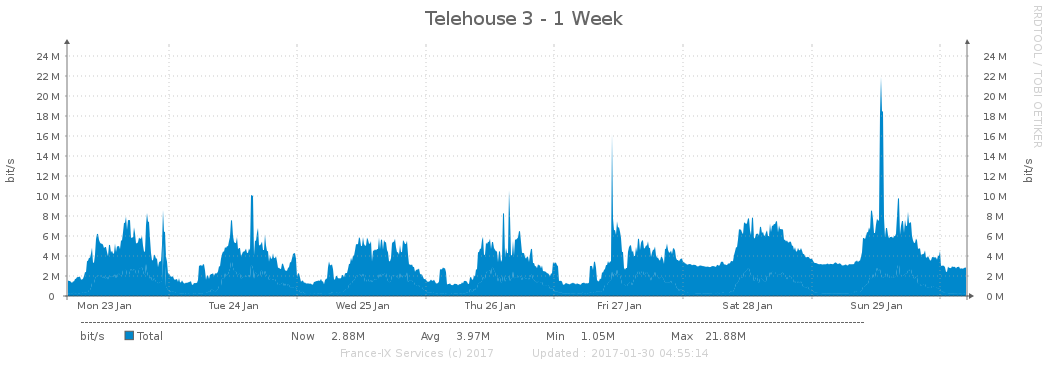 Telehouse 3 - 1 Week
RRDTOOL / TOBI OETIKER
bit/s
24 M 24 M
22 M 22 M
20 M 20 M
18 M 18 M
16 M 16 M
14 M 14 M
12 M 12 M
10 M 10 M
8 M 8 M
6 M 6 M
4 M 4 M
2 M 2 M
0 0 M
bit/s
Mon 23 Jan Tue 24 Jan Wed 25 Jan Thu 26 Jan Fri 27 Jan Sat 28 Jan Sun 29 Jan
bit/s Total Now 2.88M Avg 3.97M Min 1.05M Max 21.88M
France-IX Services (c) 2017 Updated : 2017-01-30 04:55:14